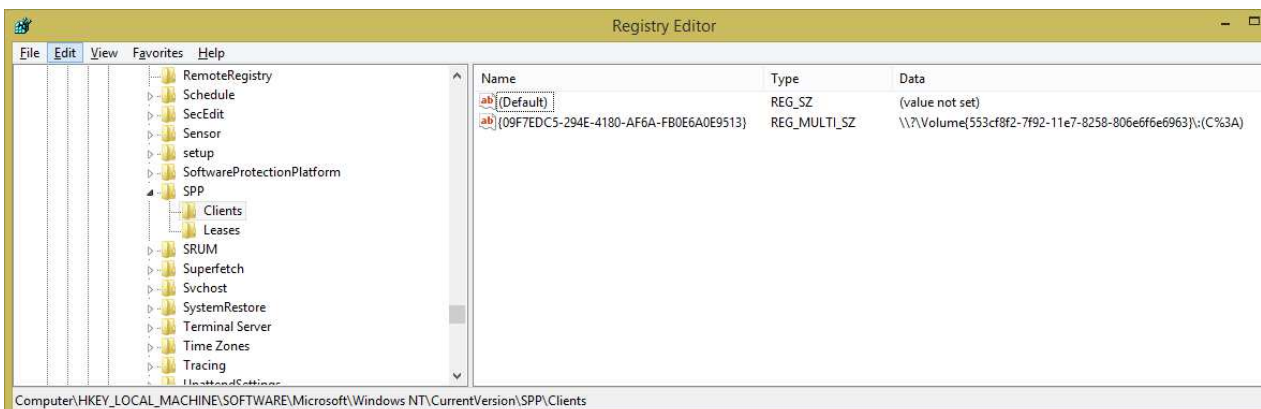 Registry Editor
File Edit View Favorites Help
RemoteRegistry
Schedule
SecEdit
Sensor
setup
SoftwareProtectionPlatform
SPP
Clients
Leases
SRUM
Superfetch
Svchost
SystemRestore
Terminal Server
Time Zones
Tracing
UnattendSettings
Name Type Data
(Default) REG_SZ (value not set)
{09F7EDC5-294E-4180-AF6A-FB0E6A0E9513} REG_MULTI_SZ \\?\Volume{553cf8f2-7f92-11e7-8258-806e6f6e6963}\:(C%3A)
Computer\HKEY_LOCAL_MACHINE\SOFTWARE\Microsoft\Windows NT\CurrentVersion\SPP\Clients